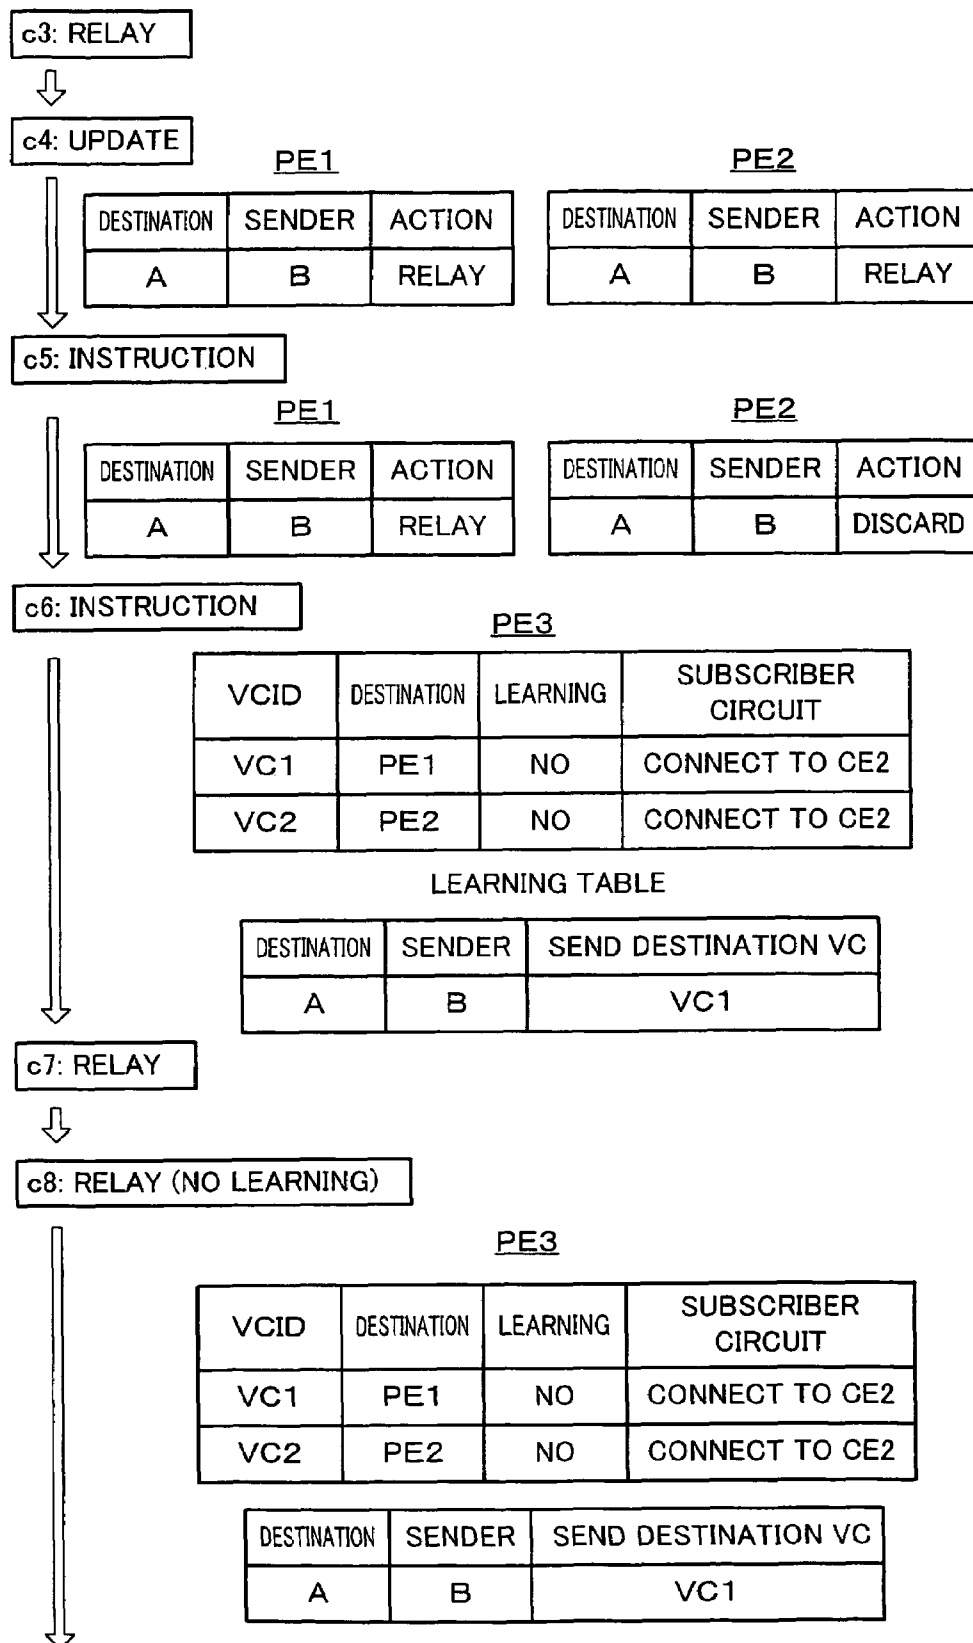 c3: RELAY
c4: UPDATE
PE1
PE2
DESTINATION SENDER ACTION
A B RELAY
DESTINATION SENDER ACTION
A B RELAY
c5: INSTRUCTION
PE1
PE2
DESTINATION SENDER ACTION
A B RELAY
DESTINATION SENDER ACTION
A B DISCARD
c6: INSTRUCTION
PE3
VCID DESTINATION LEARNING SUBSCRIBER
CIRCUIT
VC1 PE1 NO CONNECT TO CE2
VC2 PE2 NO CONNECT TO CE2
LEARNING TABLE
DESTINATION SENDER SEND DESTINATION VC
A B VC1
c7: RELAY
c8: RELAY (NO LEARNING)
PE3
VCID DESTINATION LEARNING SUBSCRIBER
CIRCUIT
VC1 PE1 NO CONNECT TO CE2
VC2 PE2 NO CONNECT TO CE2
DESTINATION SENDER SEND DESTINATION VC
A B VC1